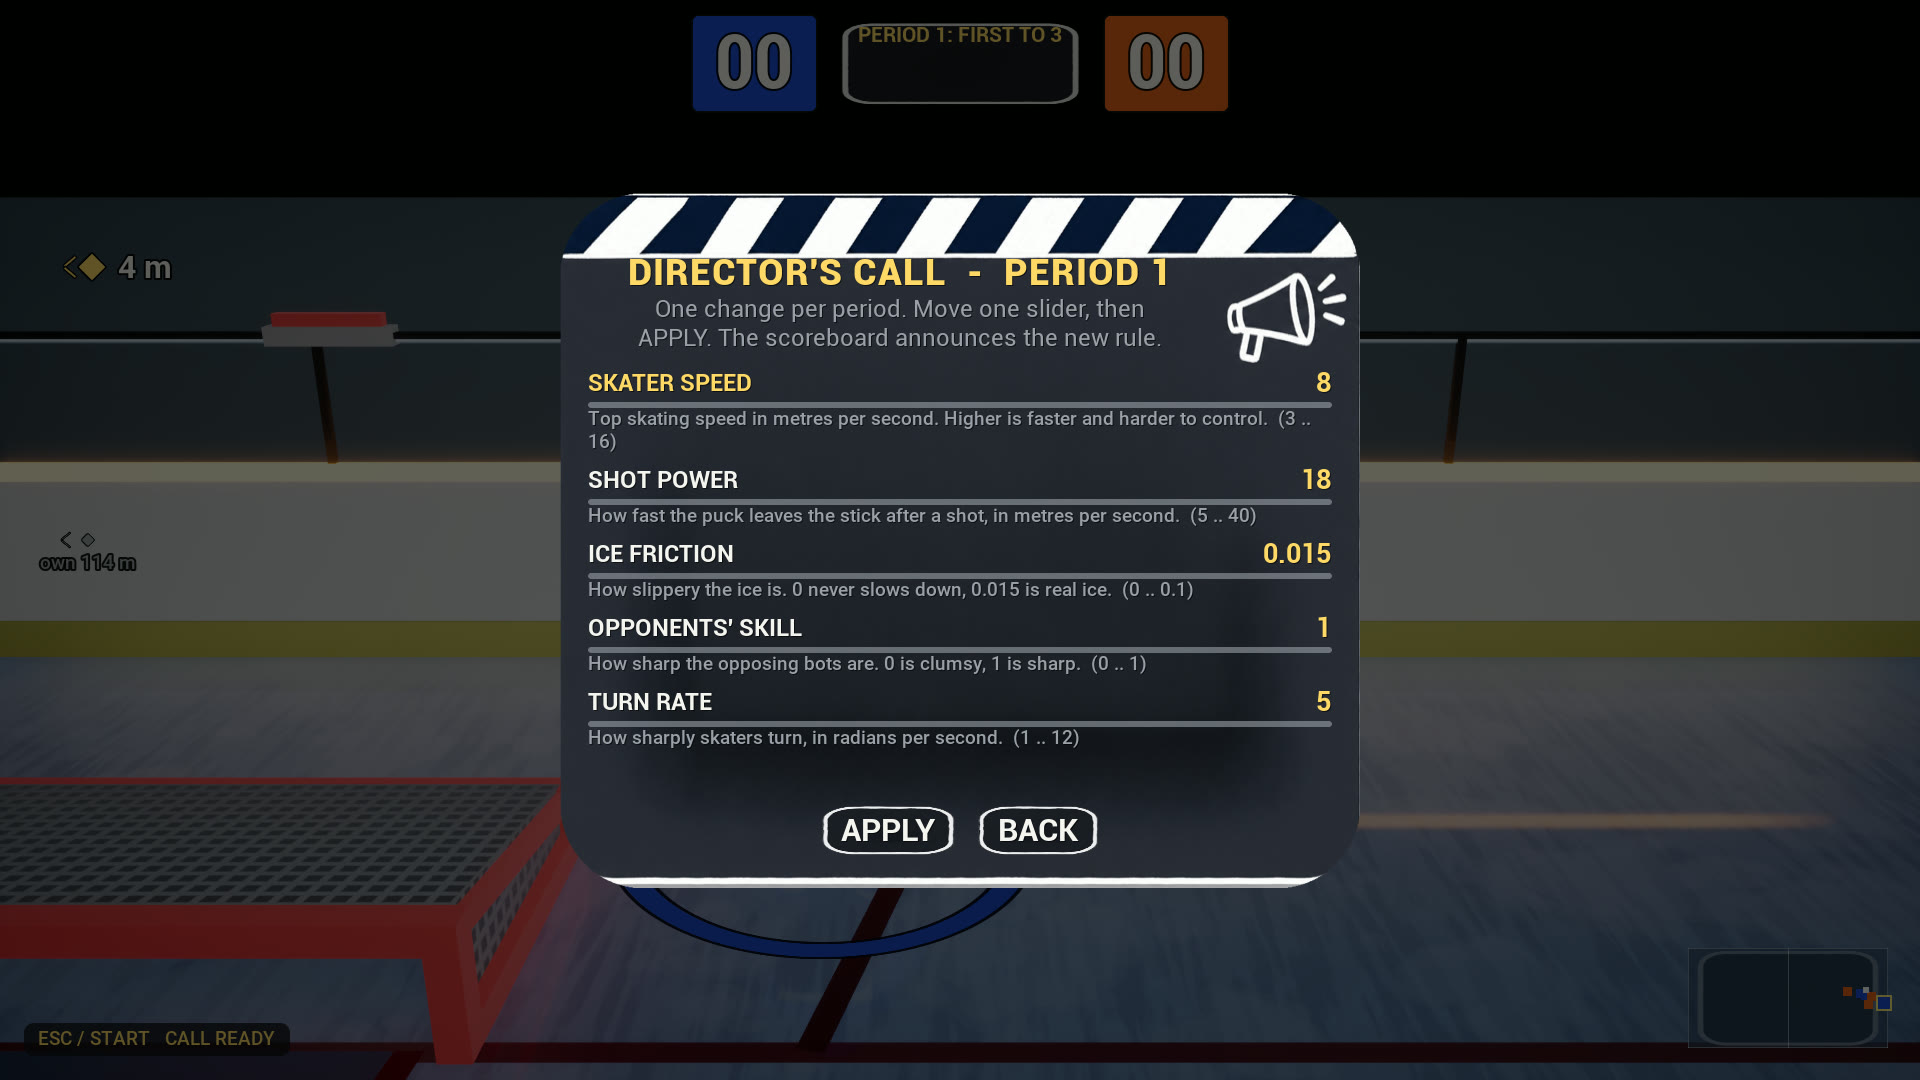 00
PERIOD 1: FIRST TO 3
00
4 m
own 114 m
DIRECTOR'S CALL - PERIOD 1
One change per period. Move one slider, then
APPLY. The scoreboard announces the new rule.
SKATER SPEED 8
Top skating speed in metres per second. Higher is faster and harder to control. (3 ..
16)
SHOT POWER 18
How fast the puck leaves the stick after a shot, in metres per second. (5 .. 40)
ICE FRICTION 0.015
How slippery the ice is. 0 never slows down, 0.015 is real ice. (0 .. 0.1)
OPPONENTS' SKILL 1
How sharp the opposing bots are. 0 is clumsy, 1 is sharp. (0 .. 1)
TURN RATE 5
How sharply skaters turn, in radians per second. (1 .. 12)
APPLY BACK
ESC / START CALL READY